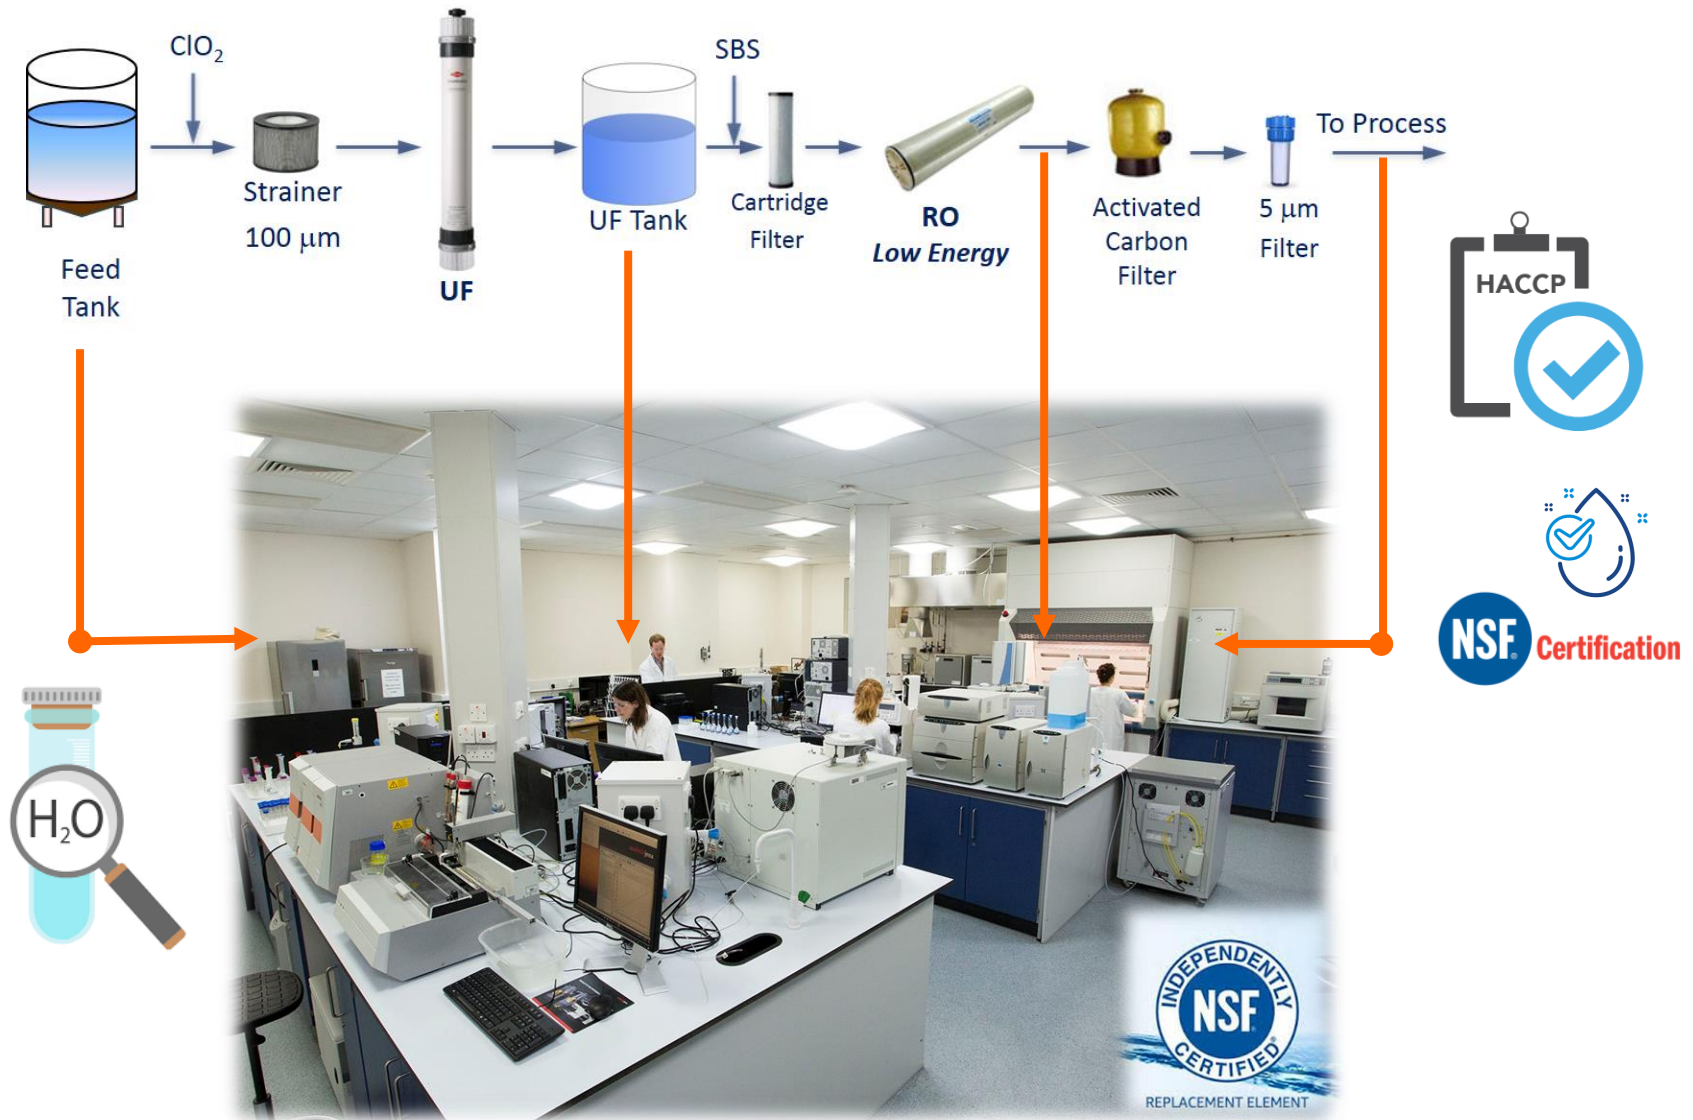 ClO₂
SBS
To Process
Strainer
100 μm
UF Tank
Cartridge
Filter
RO
Low Energy
Activated
Carbon
Filter
5 μm
Filter
Feed
Tank
UF
HACCP
NSF. Certification
H₂O
INDEPENDENTLY
NSF.
CERTIFIED
REPLACEMENT ELEMENT